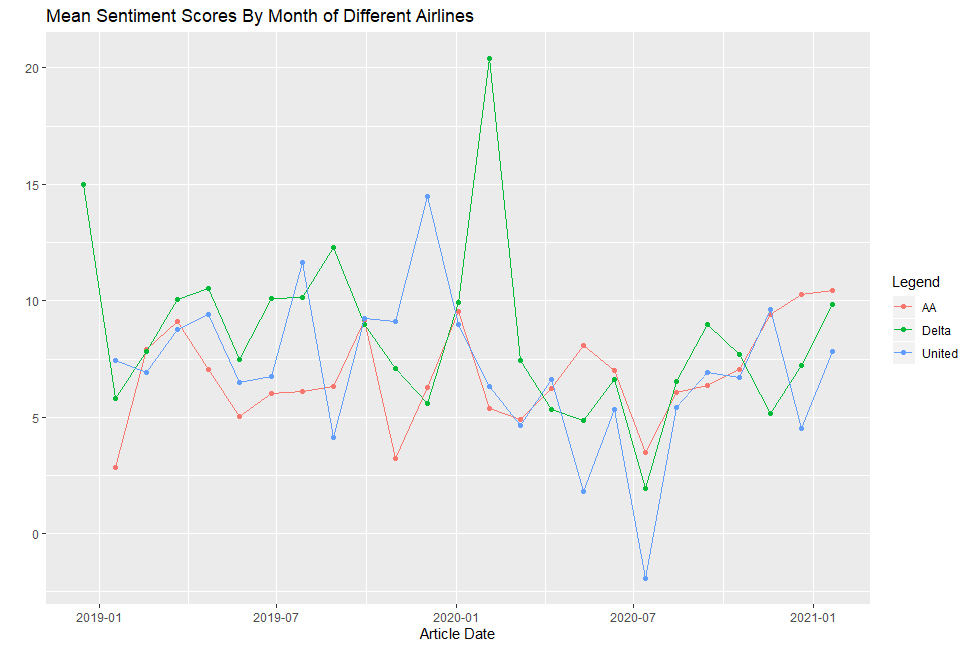 Mean Sentiment Scores By Month of Different Airlines
20
15
10
5
0
2019-01 2019-07 2020-01 2020-07 2021-01
Article Date
Legend
AA
Delta
United